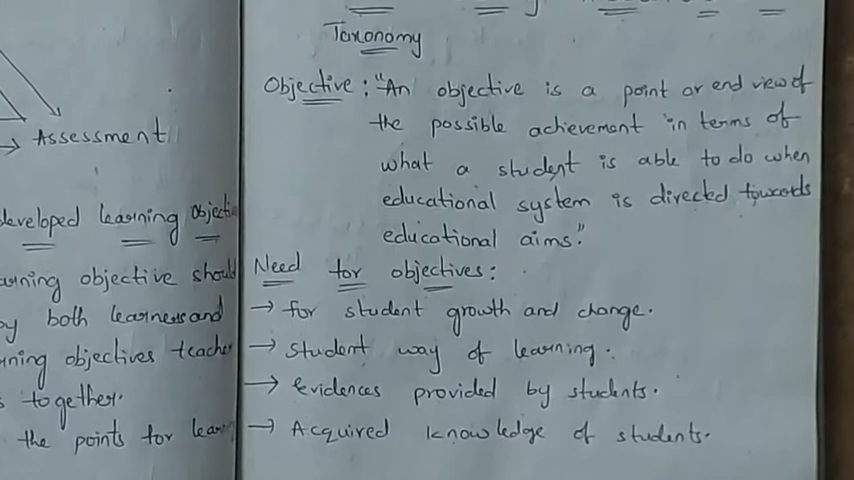 → Assessment
developed learning objecti
arning objective should
by both learners and
rning objectives teacher
together.
the points for learn
Taxonomy
Objective : "An objective is a point or end view of
the possible achievement in terms of
what a student is able to do when
educational system is directed towards
educational aims."
Need for objectives :
→ for student growth and change.
→ student way of learning.
→ Evidences provided by students.
→ Acquired knowledge of students.